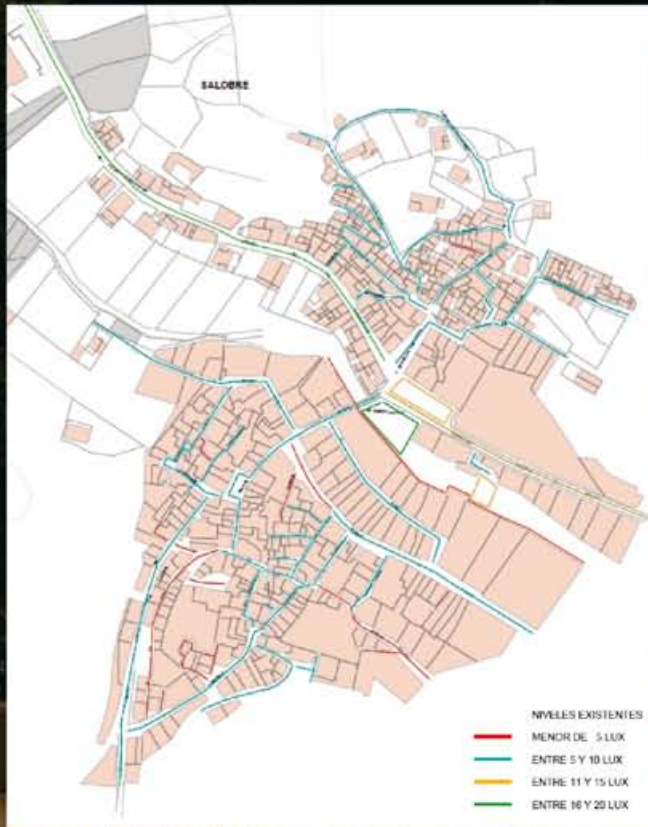 SALOBRE
NIVELES EXISTENTES
MENOR DE 5 LUX
ENTRE 5 Y 10 LUX
ENTRE 11 Y 15 LUX
ENTRE 16 Y 20 LUX